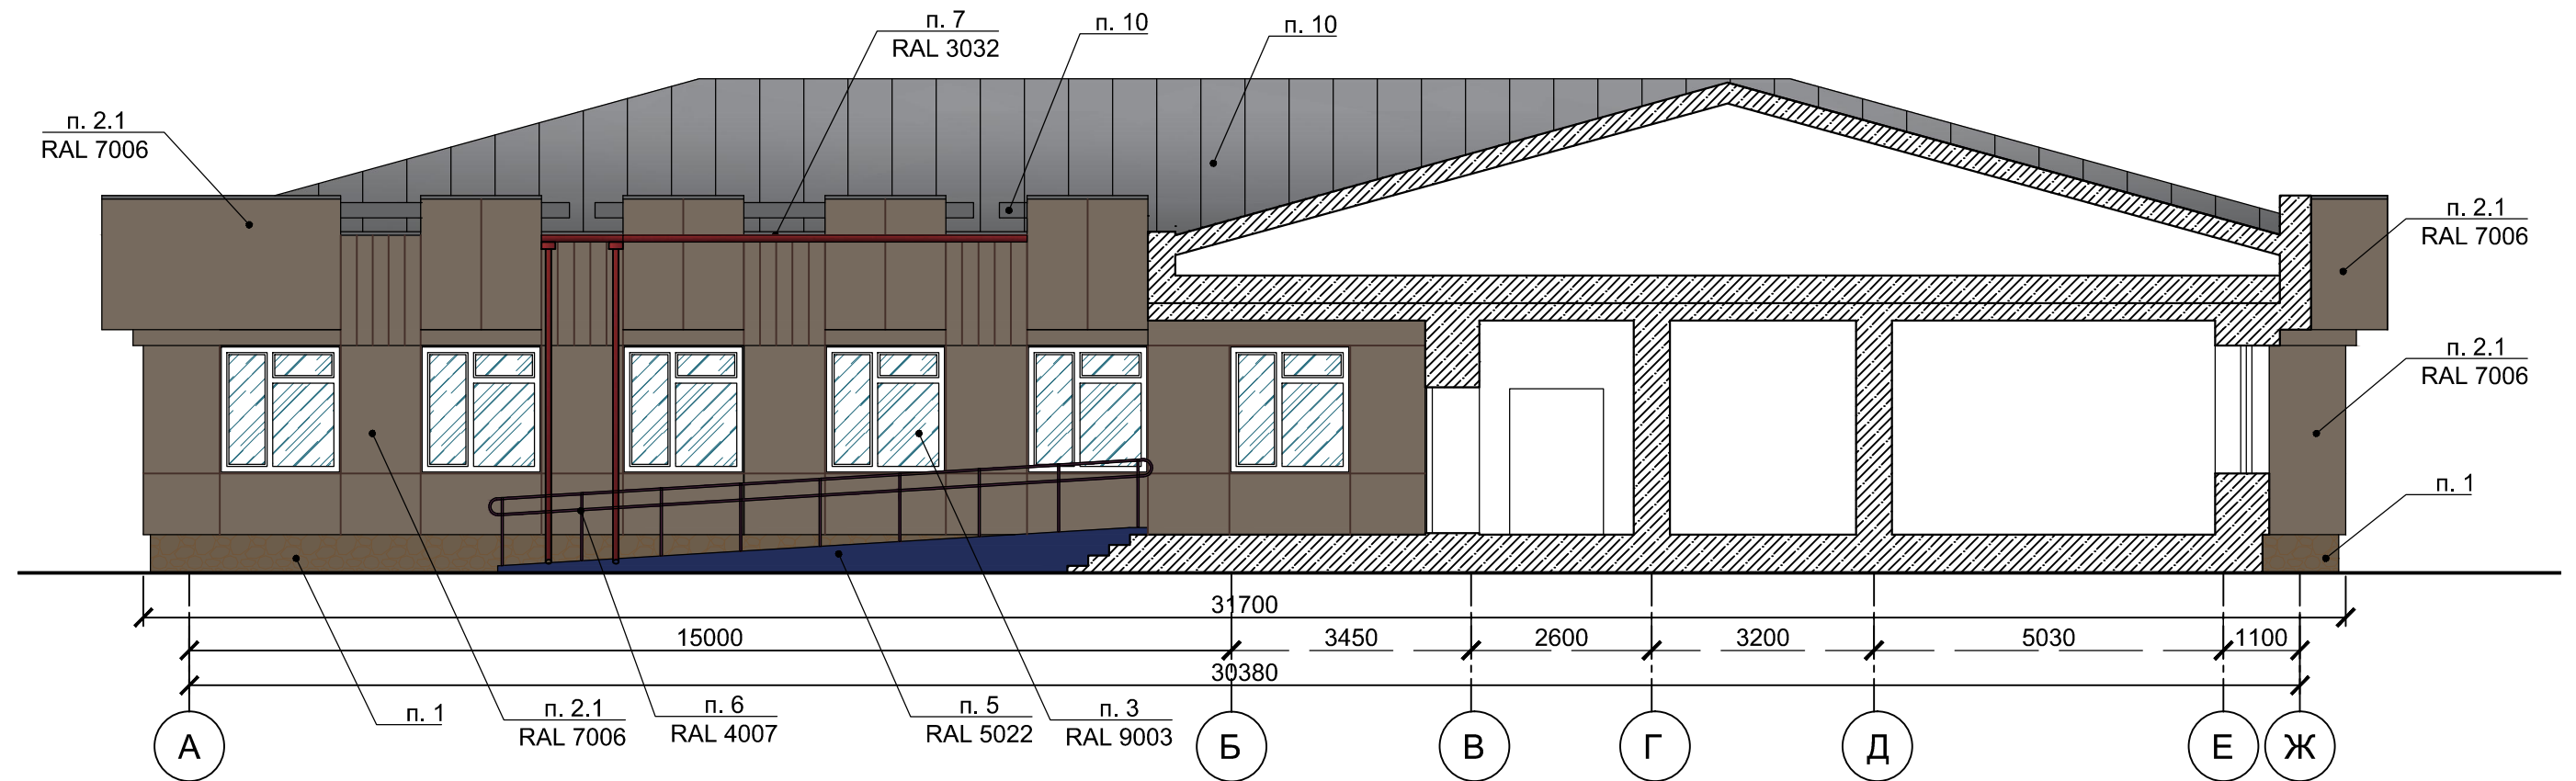 п. 7
RAL 3032
п. 10
п. 10
п. 2.1
RAL 7006
п. 2.1
RAL 7006
п. 2.1
RAL 7006
п. 1
31700
15000
3450
2600
3200
5030
1100
30380
п. 1
п. 2.1
RAL 7006
п. 6
RAL 4007
п. 5
RAL 5022
п. 3
RAL 9003
А
Б
В
Г
Д
Е
Ж